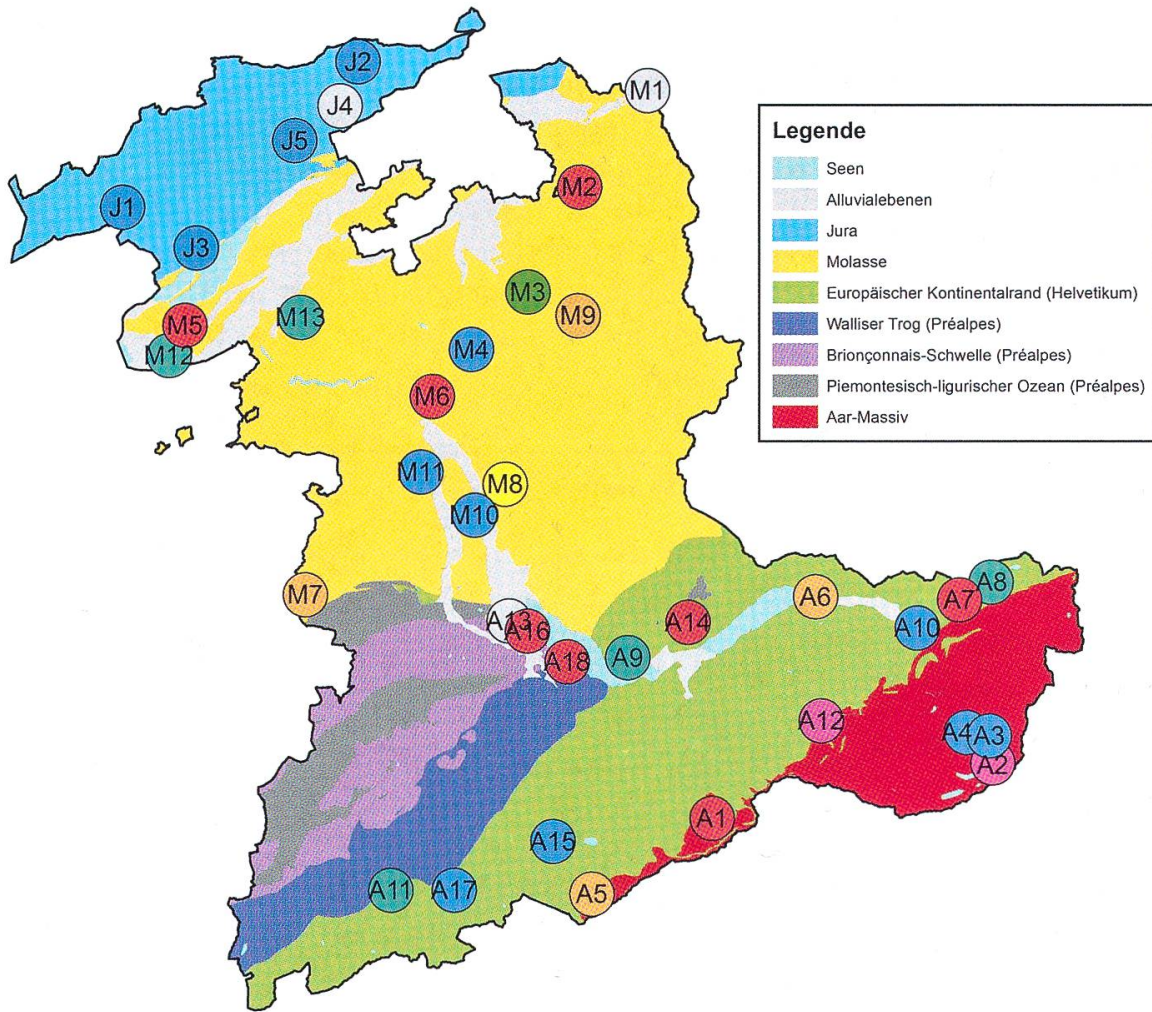 J2
J4
M1
J5
M2
J1
J3
M3
M9
M13
M5
M12
M4
M6
M11
M8
M10
M7
A13
A16
A14
A6
A7
A8
A10
A18
A9
A12
A4
A3
A2
A1
A15
A11
A17
A5
Legende
Seen
Alluvialebenen
Jura
Molasse
Europäischer Kontinentalrand (Helvetikum)
Walliser Trog (Préalpes)
Brionçonnais-Schwelle (Préalpes)
Piemontesisch-ligurischer Ozean (Préalpes)
Aar-Massiv